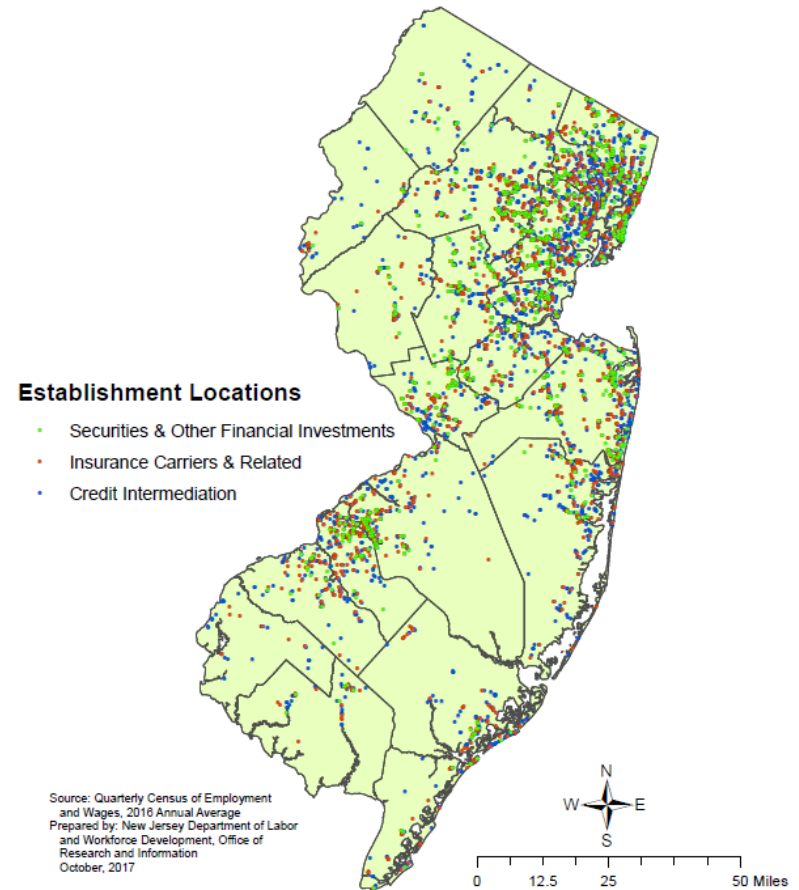 Establishment Locations
Securities & Other Financial Investments
Insurance Carriers & Related
Credit Intermediation
Source: Quarterly Census of Employment
and Wages, 2016 Annual Average
Prepared by: New Jersey Department of Labor
and Workforce Development, Office of
Research and Information
October, 2017
N
W E
S
0 12.5 25 50 Miles